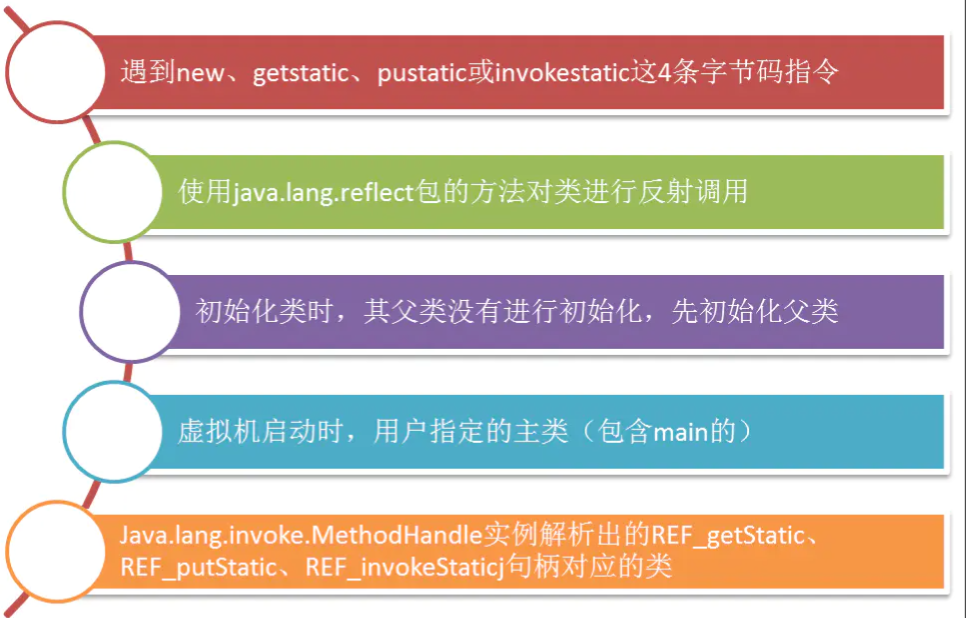 遇到new、getstatic、pustatic或invokestatic这4条字节码指令
使用java.lang.reflect包的方法对类进行反射调用
初始化类时，其父类没有进行初始化，先初始化父类
虚拟机启动时，用户指定的主类（包含main的）
Java.lang.invoke.MethodHandle实例解析出的REF_getStatic、
REF_putStatic、REF_invokeStaticj句柄对应的类